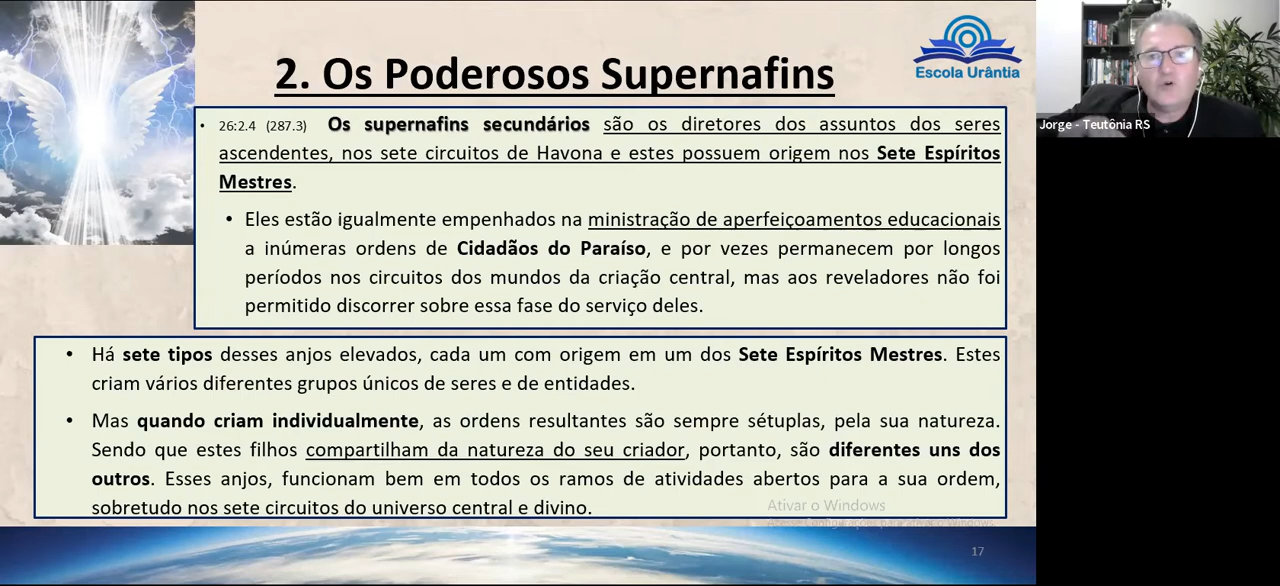 2. Os Poderosos Supernafins
Escola Urântia
Jorge - Teutônia RS
• 26:2.4 (287.3) Os supernafins secundários são os diretores dos assuntos dos seres
ascendentes, nos sete circuitos de Havona e estes possuem origem nos Sete Espíritos
Mestres.
• Eles estão igualmente empenhados na ministração de aperfeiçoamentos educacionais
a inúmeras ordens de Cidadãos do Paraíso, e por vezes permanecem por longos
períodos nos circuitos dos mundos da criação central, mas aos reveladores não foi
permitido discorrer sobre essa fase do serviço deles.
• Há sete tipos desses anjos elevados, cada um com origem em um dos Sete Espíritos Mestres. Estes
criam vários diferentes grupos únicos de seres e de entidades.
• Mas quando criam individualmente, as ordens resultantes são sempre sétuplas, pela sua natureza.
Sendo que estes filhos compartilham da natureza do seu criador, portanto, são diferentes uns dos
outros. Esses anjos, funcionam bem em todos os ramos de atividades abertos para a sua ordem,
sobretudo nos sete circuitos do universo central e divino.
Ativar o Windows
Acesse Configurações para ativar o Windows.
17